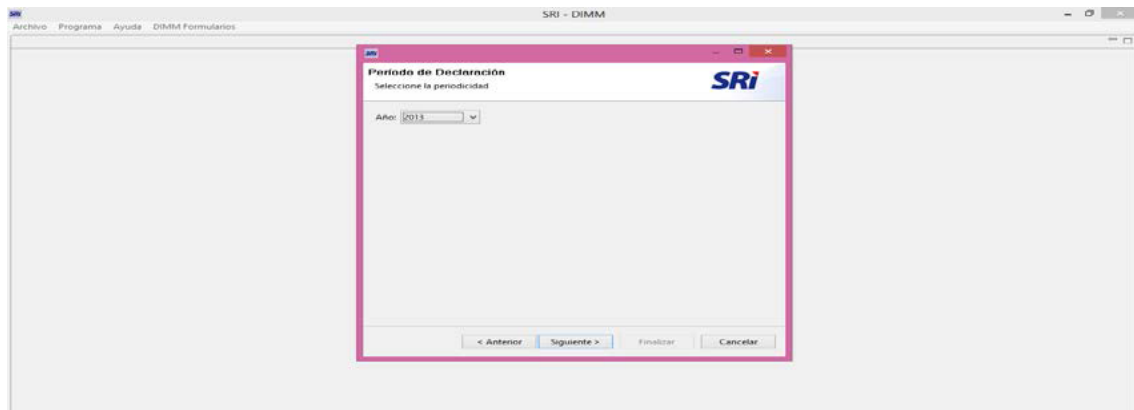 SRI - DIMM
Archivo Programa Ayuda DIMM Formularios
Período de Declaración
Seleccione la periodicidad
SRi
Año: 2013
< Anterior Siguiente > Finalizar Cancelar